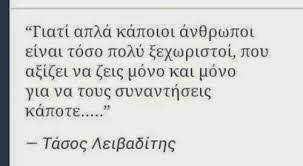 “Γιατί απλά κάποιοι άνθρωποι
είναι τόσο πολύ ξεχωριστοί, που
αξίζει να ζεις μόνο και μόνο
για να τους συναντήσεις
κάποτε.....”
— Τάσος Λειβαδίτης